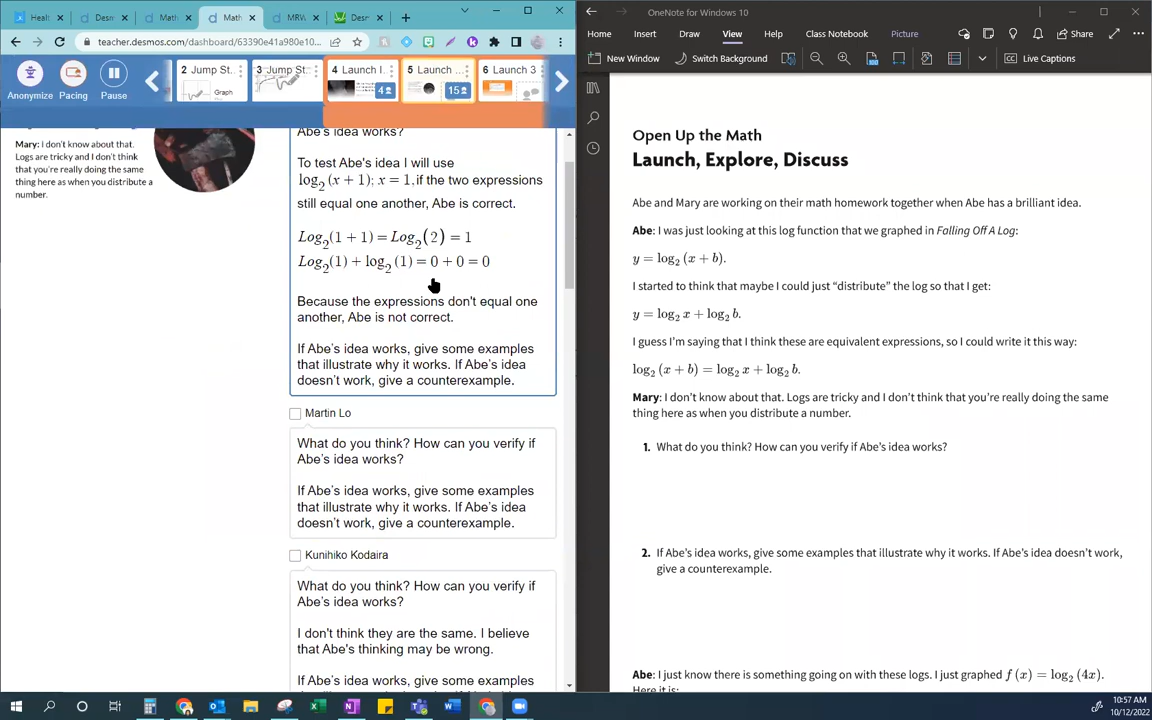 Healt
Desm
Math
Math
MRW
Desr
OneNote for Windows 10
teacher.desmos.com/dashboard/63390e41a980e10...
Home
Insert
Draw
View
Help
Class Notebook
Picture
Share
New Window
Switch Background
Live Captions
Anonymize
Pacing
Pause
2 Jump St...
Graph
3 Jump St...
4 Launch I...
4
5 Launch ...
15
6 Launch 3
Mary: I don't know about that.
Logs are tricky and I don't think
that you're really doing the same
thing here as when you distribute a
number.
Abe's idea works?
To test Abe's idea I will use
log₂(x + 1); x = 1. if the two expressions
still equal one another, Abe is correct.
Log₂(1 + 1) = Log₂(2) = 1
Log₂(1) + log₂(1) = 0 + 0 = 0
Because the expressions don't equal one
another, Abe is not correct.
If Abe's idea works, give some examples
that illustrate why it works. If Abe's idea
doesn't work, give a counterexample.
Martin Lo
What do you think? How can you verify if
Abe's idea works?
If Abe's idea works, give some examples
that illustrate why it works. If Abe's idea
doesn't work, give a counterexample.
Kunihiko Kodaira
What do you think? How can you verify if
Abe's idea works?
I don't think they are the same. I believe
that Abe's thinking may be wrong.
If Abe's idea works, give some examples
Open Up the Math
Launch, Explore, Discuss
Abe and Mary are working on their math homework together when Abe has a brilliant idea.
Abe: I was just looking at this log function that we graphed in Falling Off A Log:
y = log₂ (x + b).
I started to think that maybe I could just “distribute” the log so that I get:
y = log₂ x + log₂ b.
I guess I'm saying that I think these are equivalent expressions, so I could write it this way:
log₂ (x + b) = log₂ x + log₂ b.
Mary: I don't know about that. Logs are tricky and I don't think that you're really doing the same
thing here as when you distribute a number.
1. What do you think? How can you verify if Abe's idea works?
2. If Abe's idea works, give some examples that illustrate why it works. If Abe's idea doesn't work,
give a counterexample.
Abe: I just know there is something going on with these logs. I just graphed f (x) = log₂ (4x).
Here it is:
10:57 AM
10/12/2022